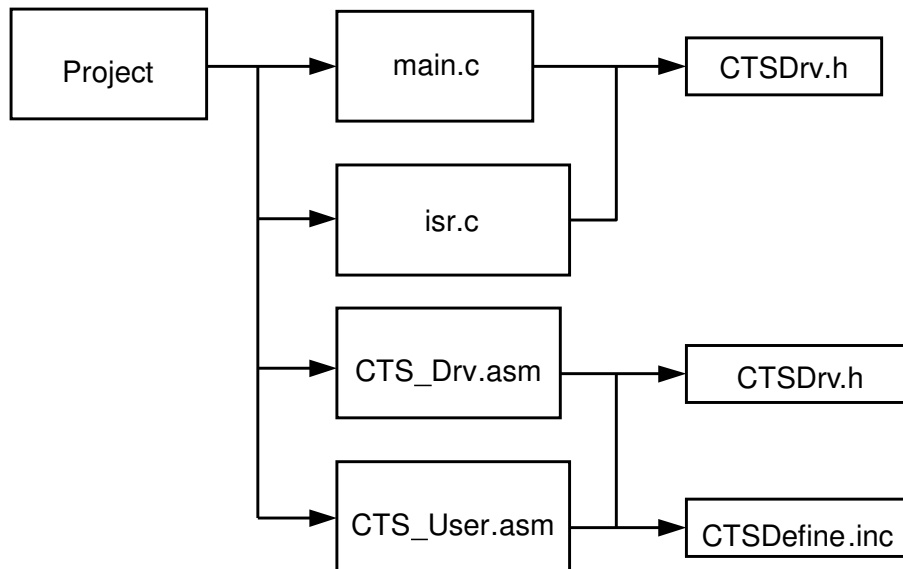 Project
main.c
CTSDrv.h
isr.c
CTS_Drv.asm
CTSDrv.h
CTS_User.asm
CTSDefine.inc